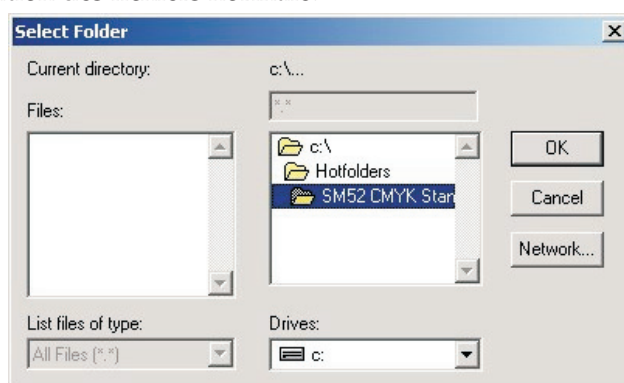 Select Folder
Current directory:
c:\...
Files:
*.*
c:\
Hotfolders
SM52 CMYK Stan
OK
Cancel
Network...
List files of type:
All Files (*.*)
Drives:
c: